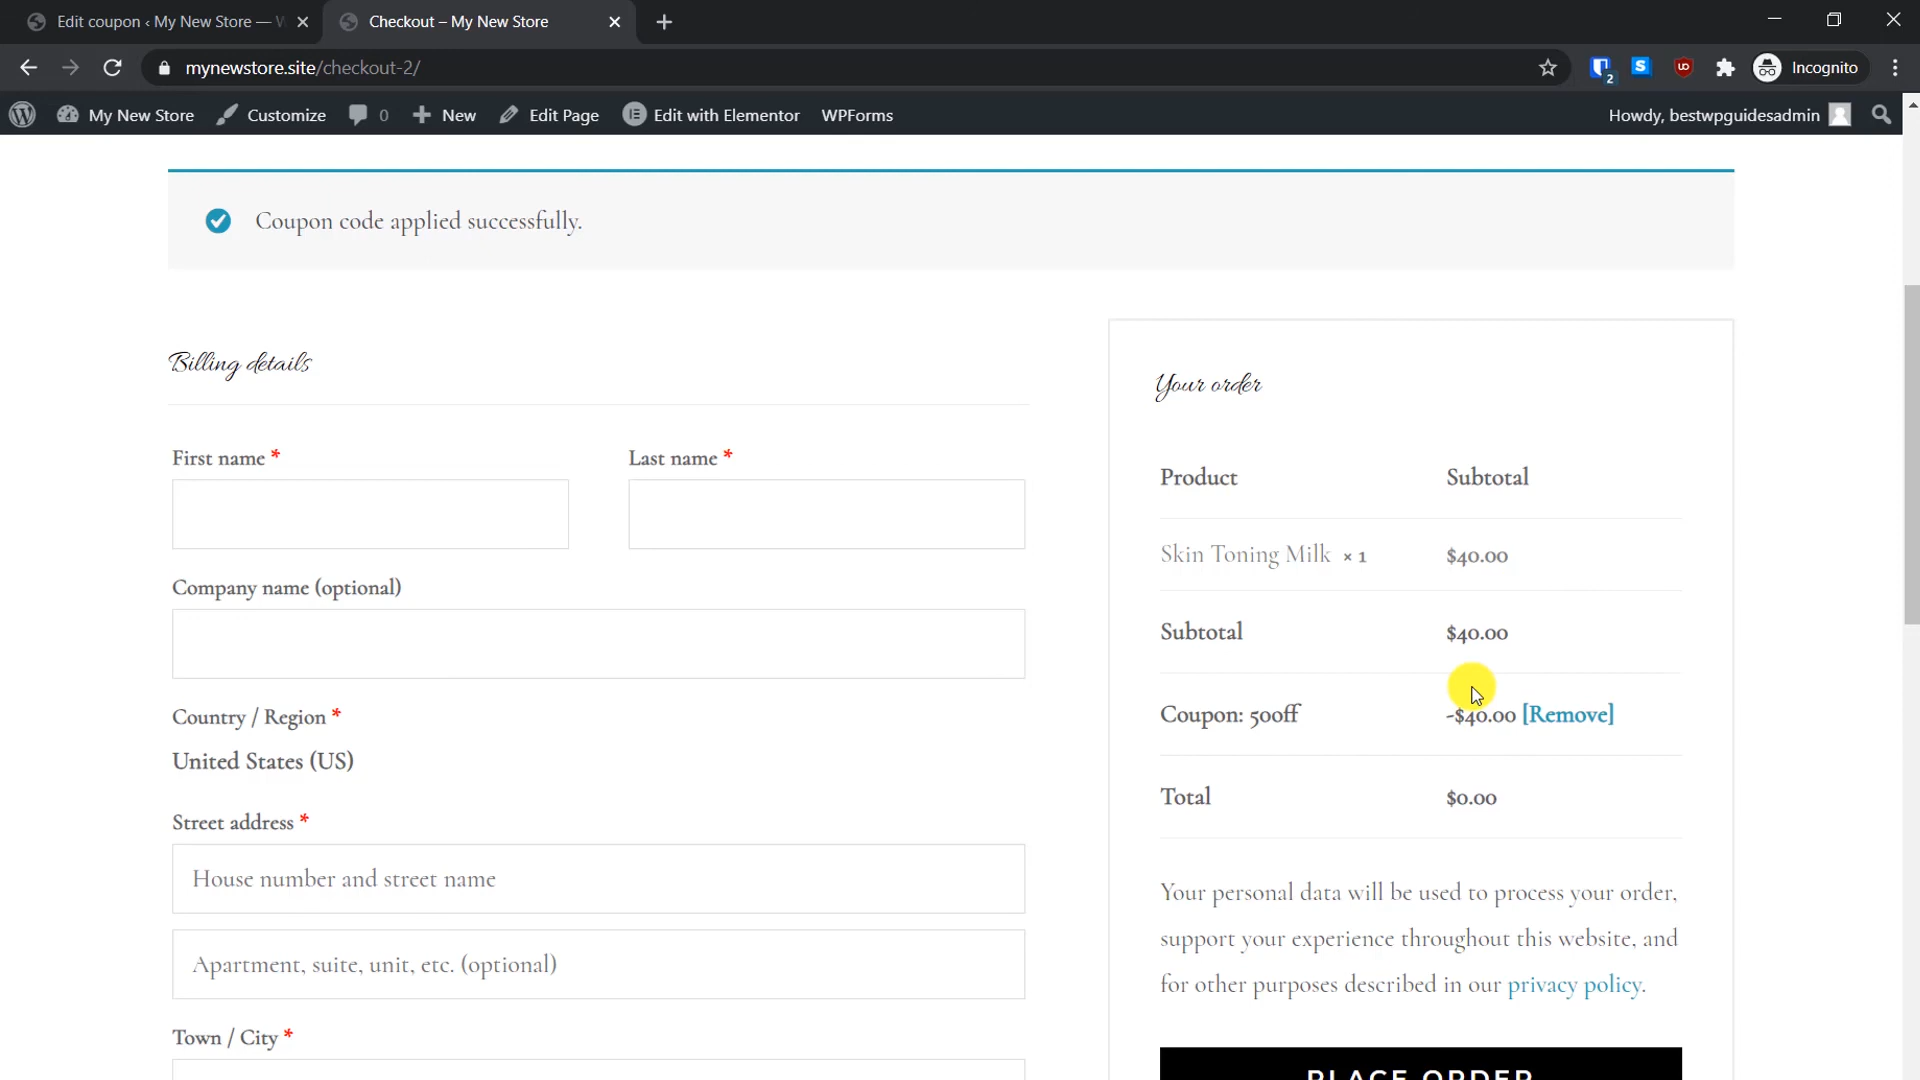 Edit coupon ‹ My New Store — W
Checkout – My New Store
mynewstore.site/checkout-2/
2
Incognito
My New Store
Customize
0
New
Edit Page
Edit with Elementor
WPForms
Howdy, bestwpguidesadmin
Coupon code applied successfully.
Billing details
First name *
Last name *
Company name (optional)
Country / Region *
United States (US)
Street address *
House number and street name
Apartment, suite, unit, etc. (optional)
Town / City *
Your order
Product Subtotal
Skin Toning Milk × 1 $40.00
Subtotal $40.00
Coupon: 50off -$40.00 [Remove]
Total $0.00
Your personal data will be used to process your order,
support your experience throughout this website, and
for other purposes described in our privacy policy.
PLACE ORDER